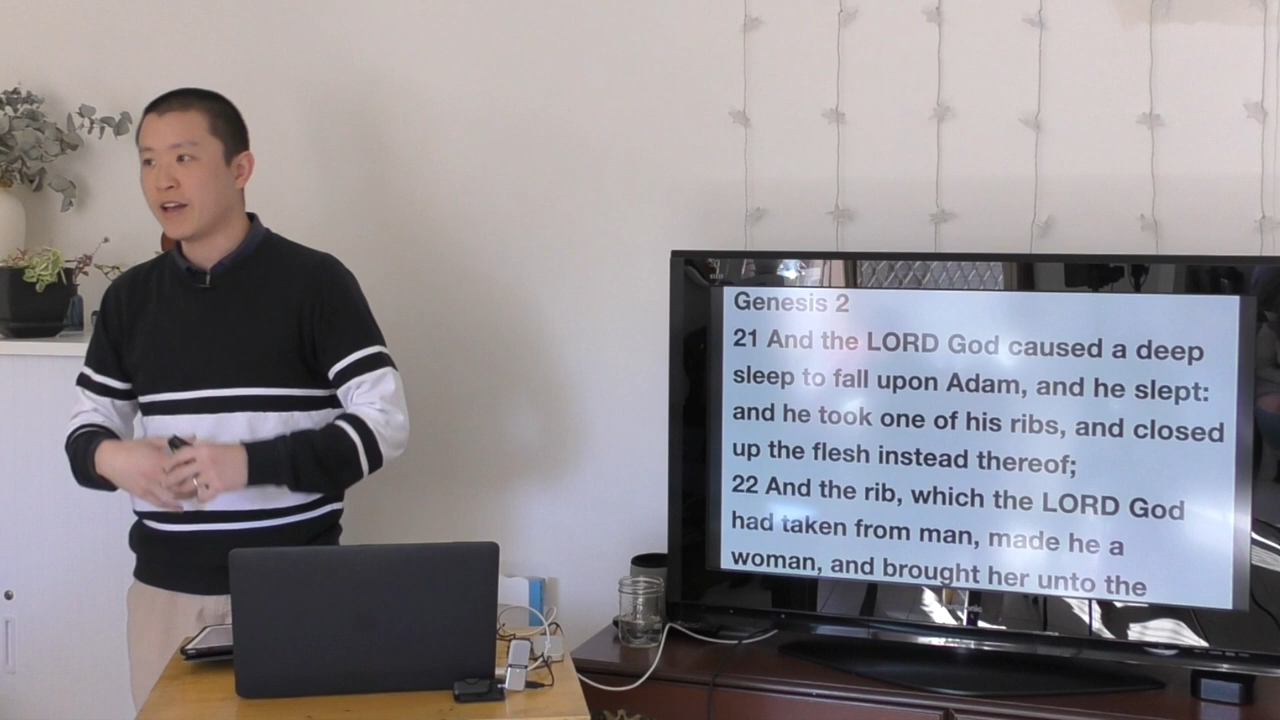 Genesis 2
21 And the LORD God caused a deep
sleep to fall upon Adam, and he slept:
and he took one of his ribs, and closed
up the flesh instead thereof;
22 And the rib, which the LORD God
had taken from man, made he a
woman, and brought her unto the